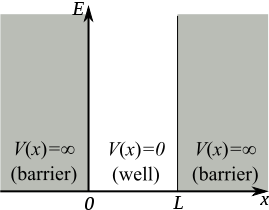 E
V(x)=∞ V(x)=0 V(x)=∞
(barrier) (well) (barrier)
0 L x